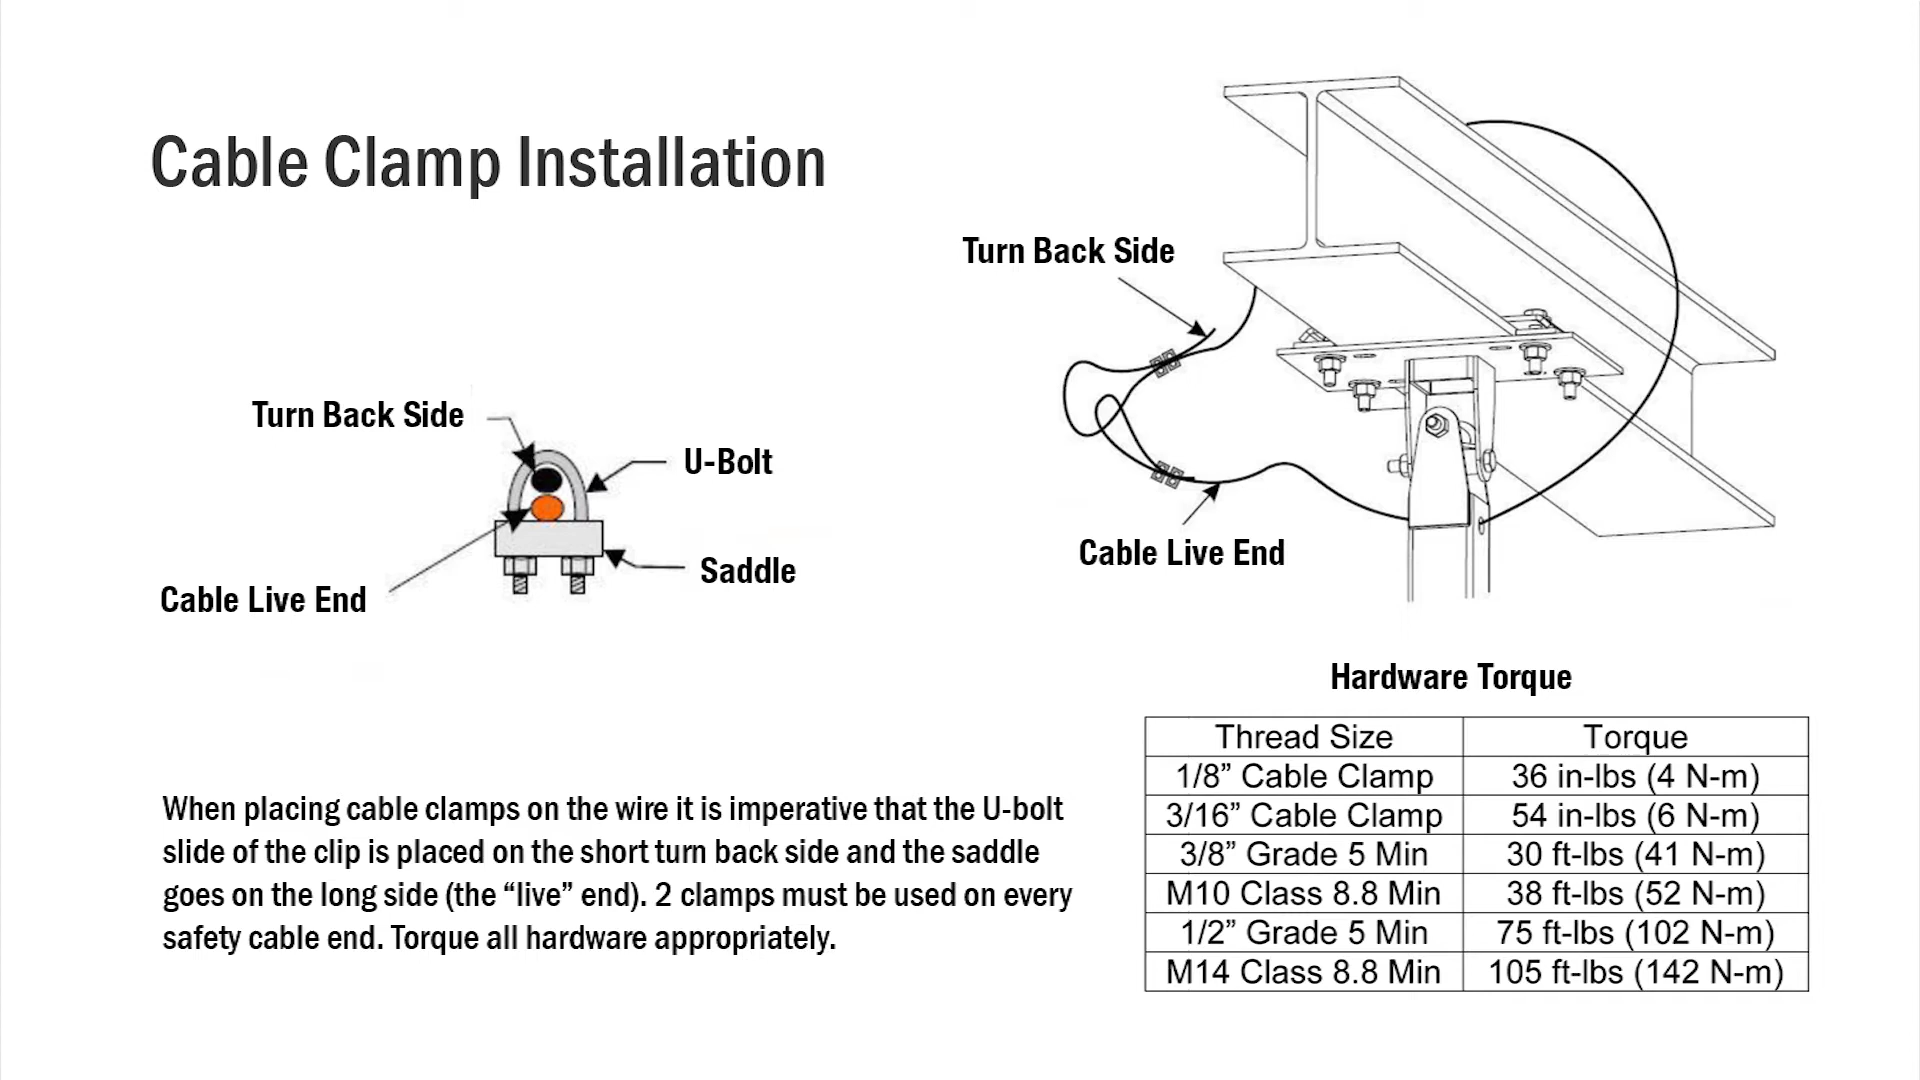 Cable Clamp Installation
Turn Back Side
Turn Back Side
U-Bolt
Saddle
Cable Live End
Cable Live End
Hardware Torque
Thread Size Torque
1/8” Cable Clamp 36 in-lbs (4 N-m)
3/16” Cable Clamp 54 in-lbs (6 N-m)
3/8” Grade 5 Min 30 ft-lbs (41 N-m)
M10 Class 8.8 Min 38 ft-lbs (52 N-m)
1/2” Grade 5 Min 75 ft-lbs (102 N-m)
M14 Class 8.8 Min 105 ft-lbs (142 N-m)
When placing cable clamps on the wire it is imperative that the U-bolt
slide of the clip is placed on the short turn back side and the saddle
goes on the long side (the “live” end). 2 clamps must be used on every
safety cable end. Torque all hardware appropriately.